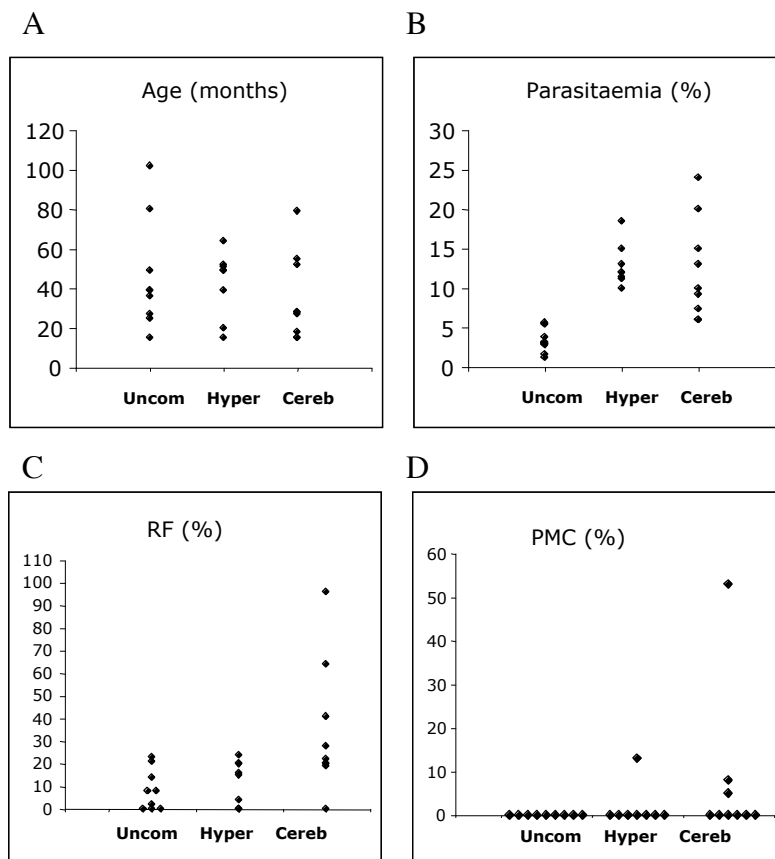 A
B
Age (months)
120
100
80
60
40
20
0
Uncom Hyper Cereb
Parasitaemia (%)
30
25
20
15
10
5
0
Uncom Hyper Cereb
C
D
RF (%)
110
100
90
80
70
60
50
40
30
20
10
0
Uncom Hyper Cereb
PMC (%)
60
50
40
30
20
10
0
Uncom Hyper Cereb